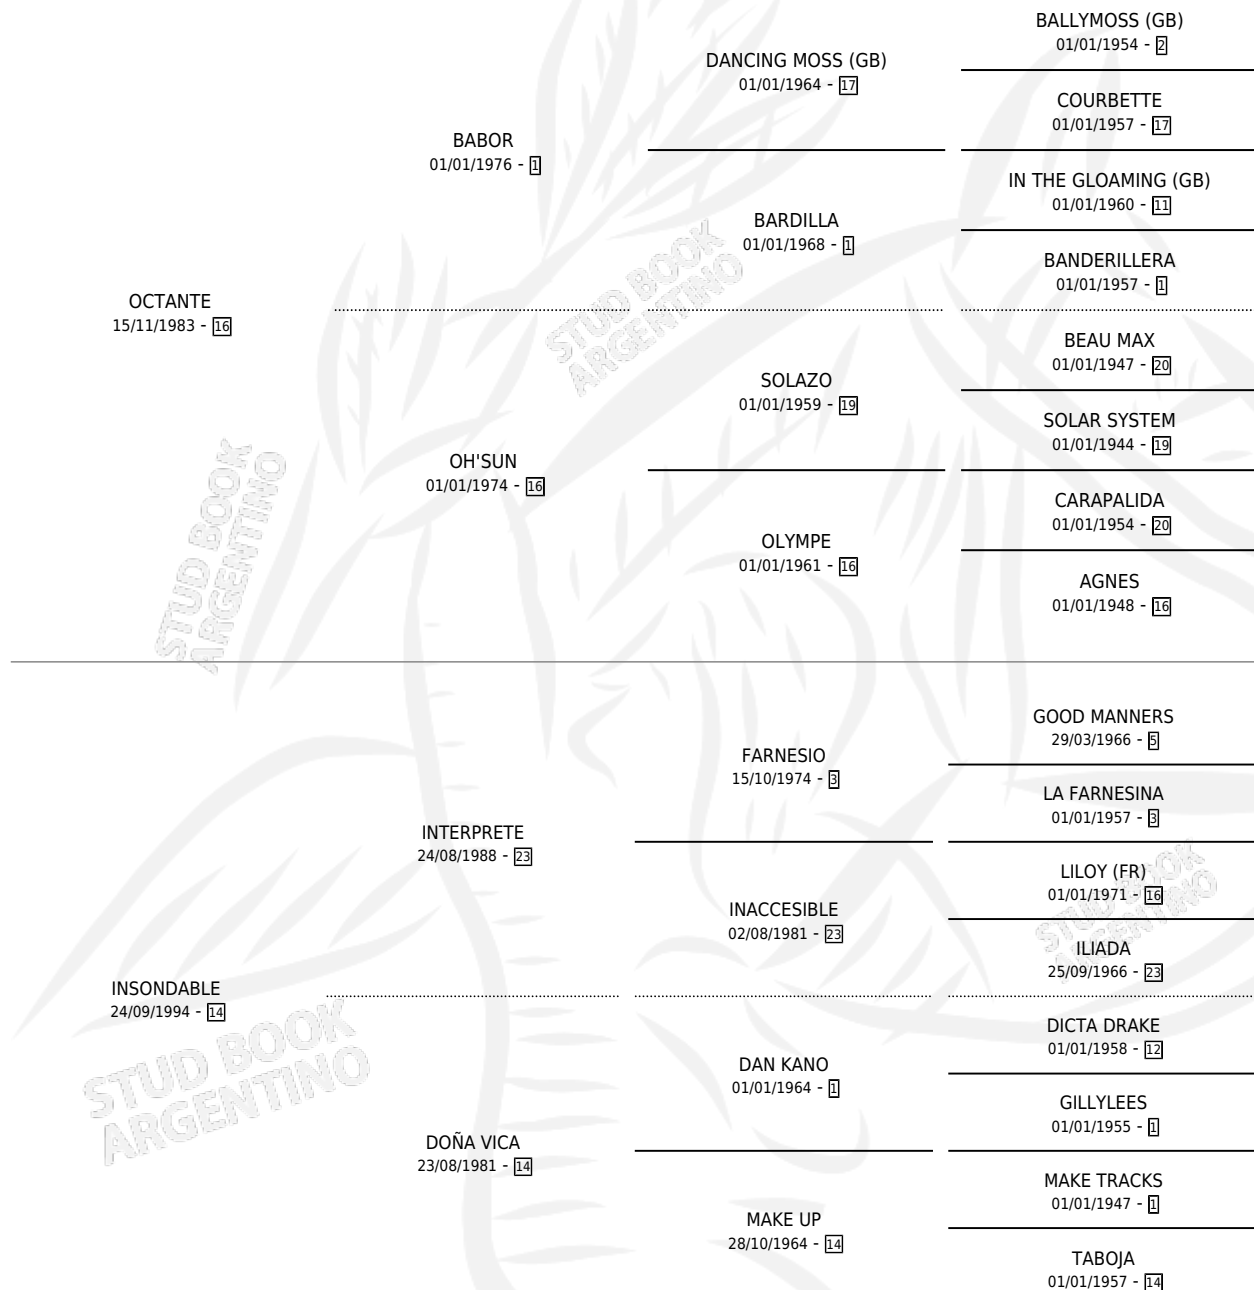 BALLYMOSS (GB)
01/01/1954 - 2
DANCING MOSS (GB)
01/01/1964 - 17
COURBETTE
01/01/1957 - 17
BABOR
01/01/1976 - 1
IN THE GLOAMING (GB)
01/01/1960 - 11
BARDILLA
01/01/1968 - 1
BANDERILLERA
01/01/1957 - 1
OCTANTE
15/11/1983 - 16
BEAU MAX
01/01/1947 - 20
SOLAZO
01/01/1959 - 19
SOLAR SYSTEM
01/01/1944 - 19
OH'SUN
01/01/1974 - 16
CARAPALIDA
01/01/1954 - 20
OLYMPE
01/01/1961 - 16
AGNES
01/01/1948 - 16
GOOD MANNERS
29/03/1966 - 5
FARNESIO
15/10/1974 - 3
LA FARNESINA
01/01/1957 - 3
INTERPRETE
24/08/1988 - 23
LILOY (FR)
01/01/1971 - 16
INACCESIBLE
02/08/1981 - 23
ILIADA
25/09/1966 - 23
INSONDABLE
24/09/1994 - 14
DICTA DRAKE
01/01/1958 - 12
DAN KANO
01/01/1964 - 1
GILLYLEES
01/01/1955 - 1
DOÑA VICA
23/08/1981 - 14
MAKE TRACKS
01/01/1947 - 1
MAKE UP
28/10/1964 - 14
TABOJA
01/01/1957 - 14
STUD BOOK
ARGENTINO
STUD BOOK
ARGENTINO
STUD BOOK
ARGENTINO
STUD BOOK
ARGENTINO